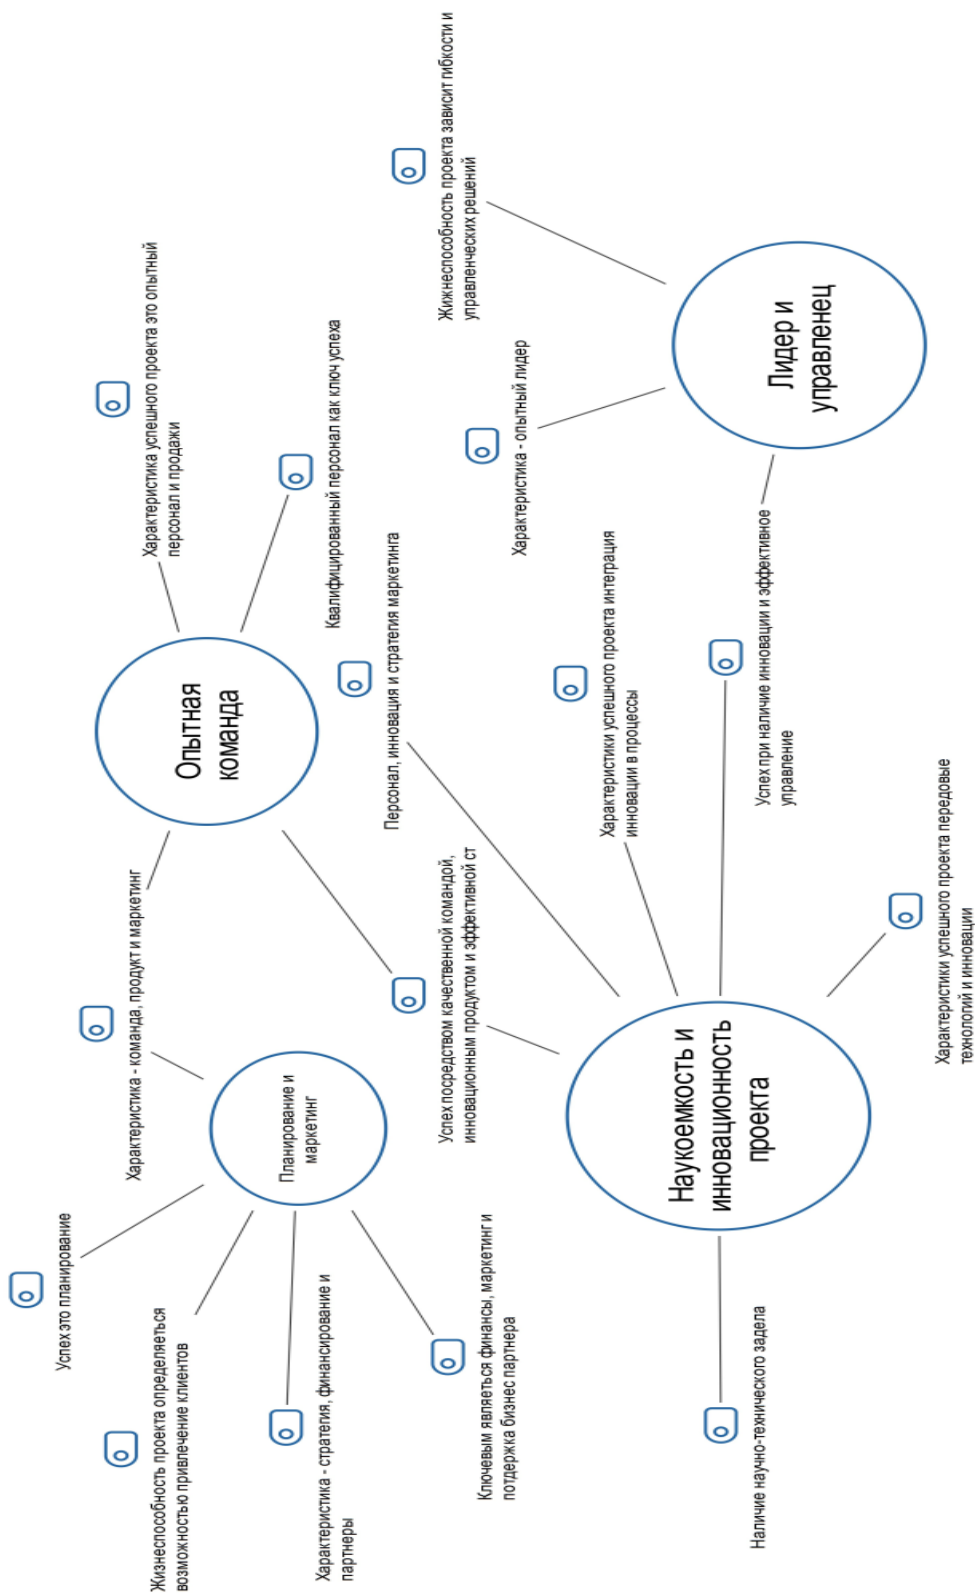 Успех это планирование
Жизнеспособность проекта определяеться
возможностью привлечение клиентов
Характеристика - стратегия, финансирование и
партнеры
Ключевым являеться финансы, маркетинг и
потдержка бизнес партнера
Планирование и
маркетинг
Характеристика - команда, продукт и маркетинг
Опытная
команда
Характеристика успешного проекта это опытный
персонал и продажи
Квалифицированный персонал как ключ успеха
Персонал, инновация и стратегия маркетинга
Успех посредством качественной командой,
инновационным продуктом и эффективной ст
Наукоемкость и
инновационность
проекта
Наличие научно-технического задела
Характеристики успешного проекта интеграция
инновации в процессы
Успех при наличие инновации и эффективное
управление
Характеристики успешного проекта передовые
технологий и инновации
Характеристика - опытный лидер
Жижнеспособность проекта зависит гибкости и
управленческих решений
Лидер и
управленец